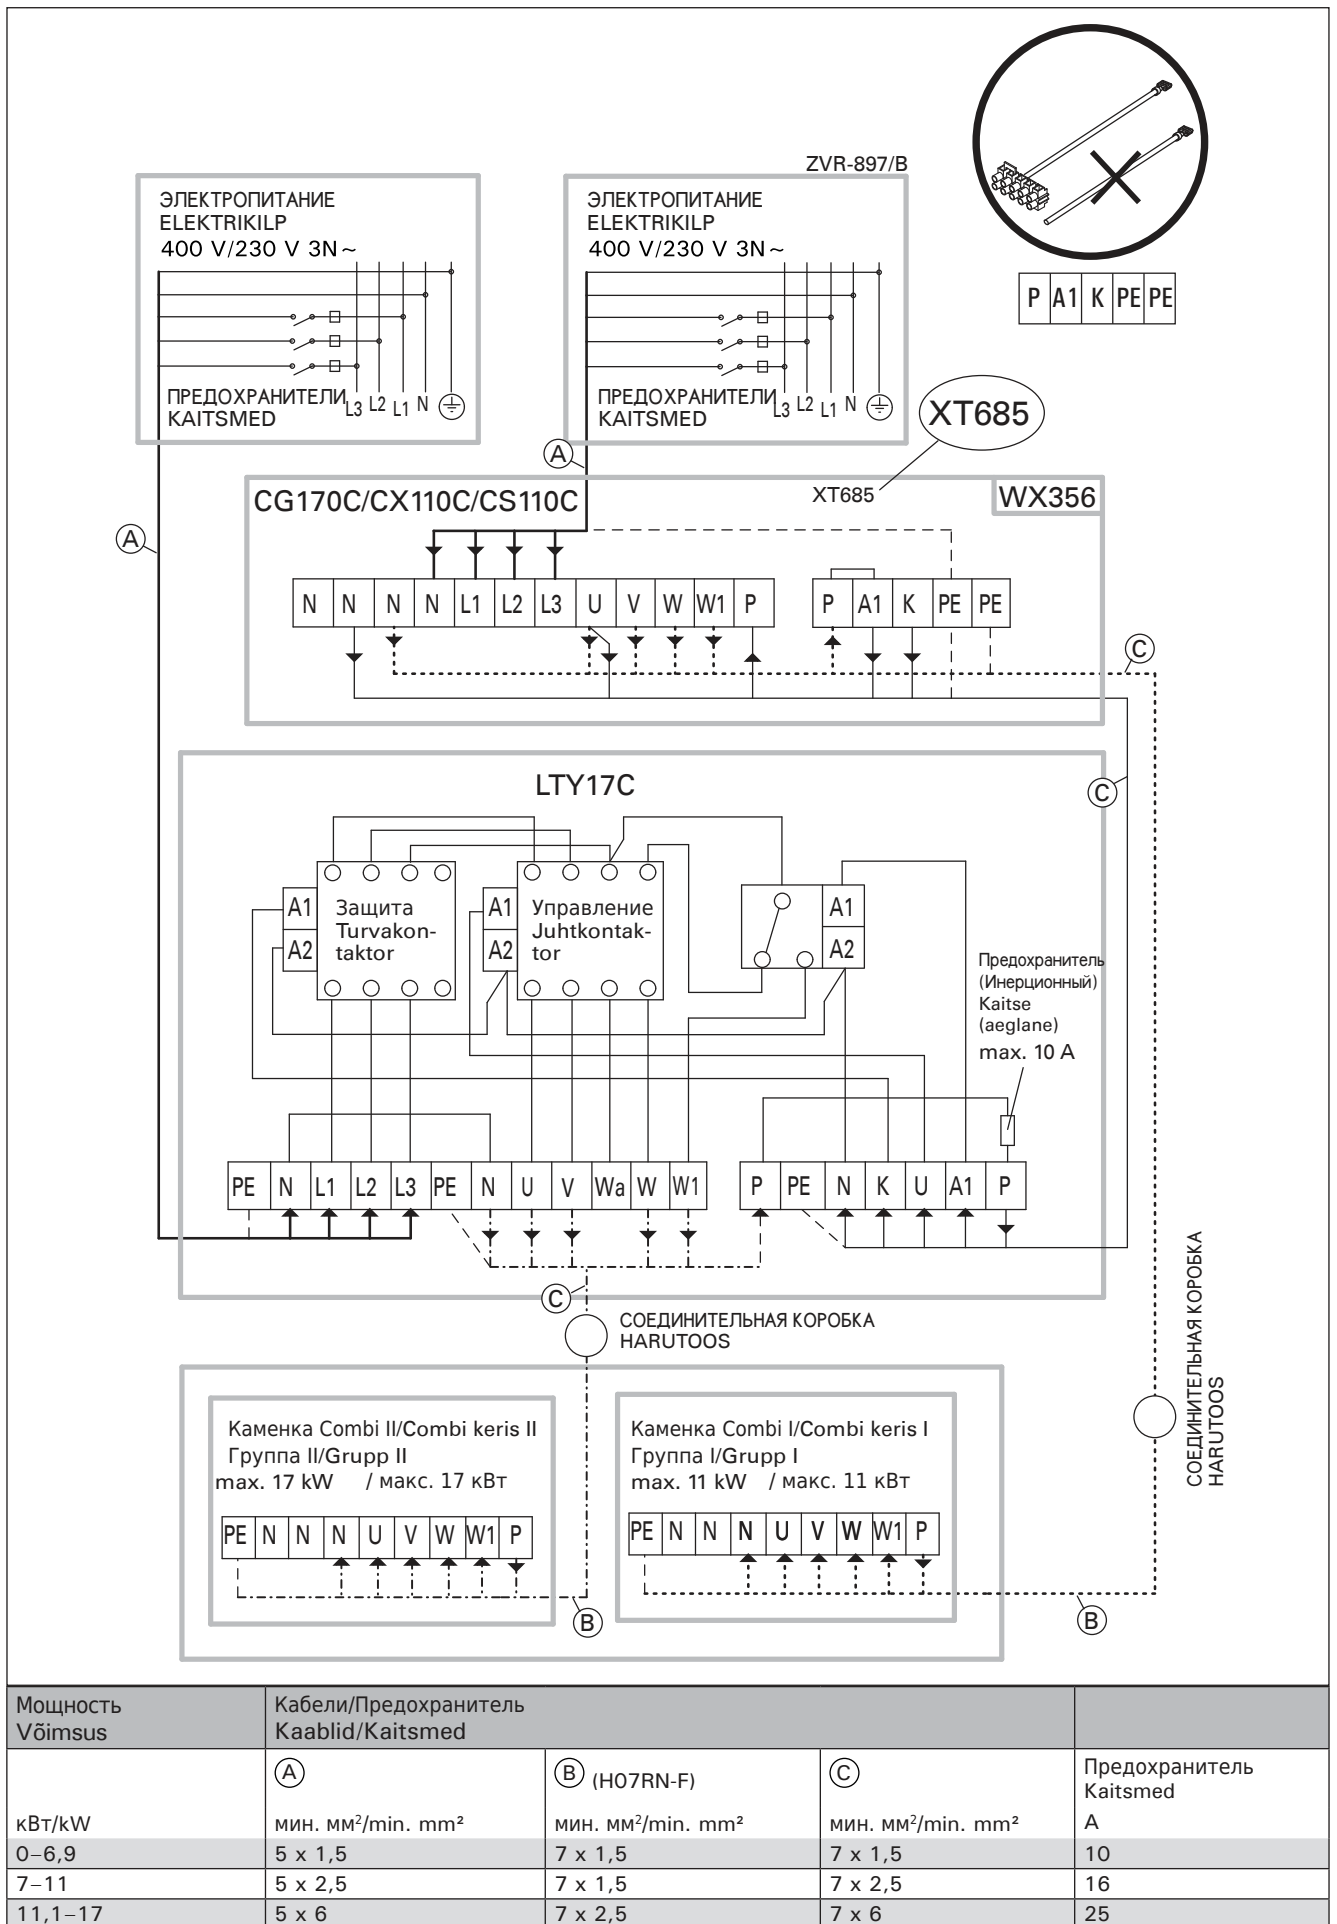 ZVR-897/B
ЭЛЕКТРОПИТАНИЕ
ELEKTRIKILP
400 V/230 V 3N~
ПРЕДОХРАНИТЕЛИ
KAITSMED
L3 L2 L1 N
ЭЛЕКТРОПИТАНИЕ
ELEKTRIKILP
400 V/230 V 3N~
ПРЕДОХРАНИТЕЛИ
KAITSMED
L3 L2 L1 N
P A1 K PE PE
XT685
A
A
CG170C/CX110C/CS110C
XT685
WX356
N N N N L1 L2 L3 U V W W1 P
P A1 K PE PE
C
LTY17C
C
A1
A2
Защита
Turvakon-
taktor
A1
A2
Управление
Juhtkontak-
tor
A1
A2
Предохранитель
(Инерционный)
Kaitse
(aeglane)
max. 10 A
PE N L1 L2 L3 PE N U V Wa W W1
P PE N K U A1 P
C
СОЕДИНИТЕЛЬНАЯ КОРОБКА
HARUTOOS
СОЕДИНИТЕЛЬНАЯ КОРОБКА
HARUTOOS
Каменка Combi II/Combi keris II
Группа II/Grupp II
max. 17 kW / макс. 17 кВт
PE N N N U V W W1 P
B
Каменка Combi I/Combi keris I
Группа I/Grupp I
max. 11 kW / макс. 11 кВт
PE N N N U V W W1 P
B
Мощность
Võimsus
Кабели/Предохранитель
Kaablid/Kaitsmed
A
B (H07RN-F)
C
Предохранитель
Kaitsmed
кВт/kW мин. мм²/min. mm² мин. мм²/min. mm² мин. мм²/min. mm² A
0–6,9 5 x 1,5 7 x 1,5 7 x 1,5 10
7–11 5 x 2,5 7 x 1,5 7 x 2,5 16
11,1–17 5 x 6 7 x 2,5 7 x 6 25